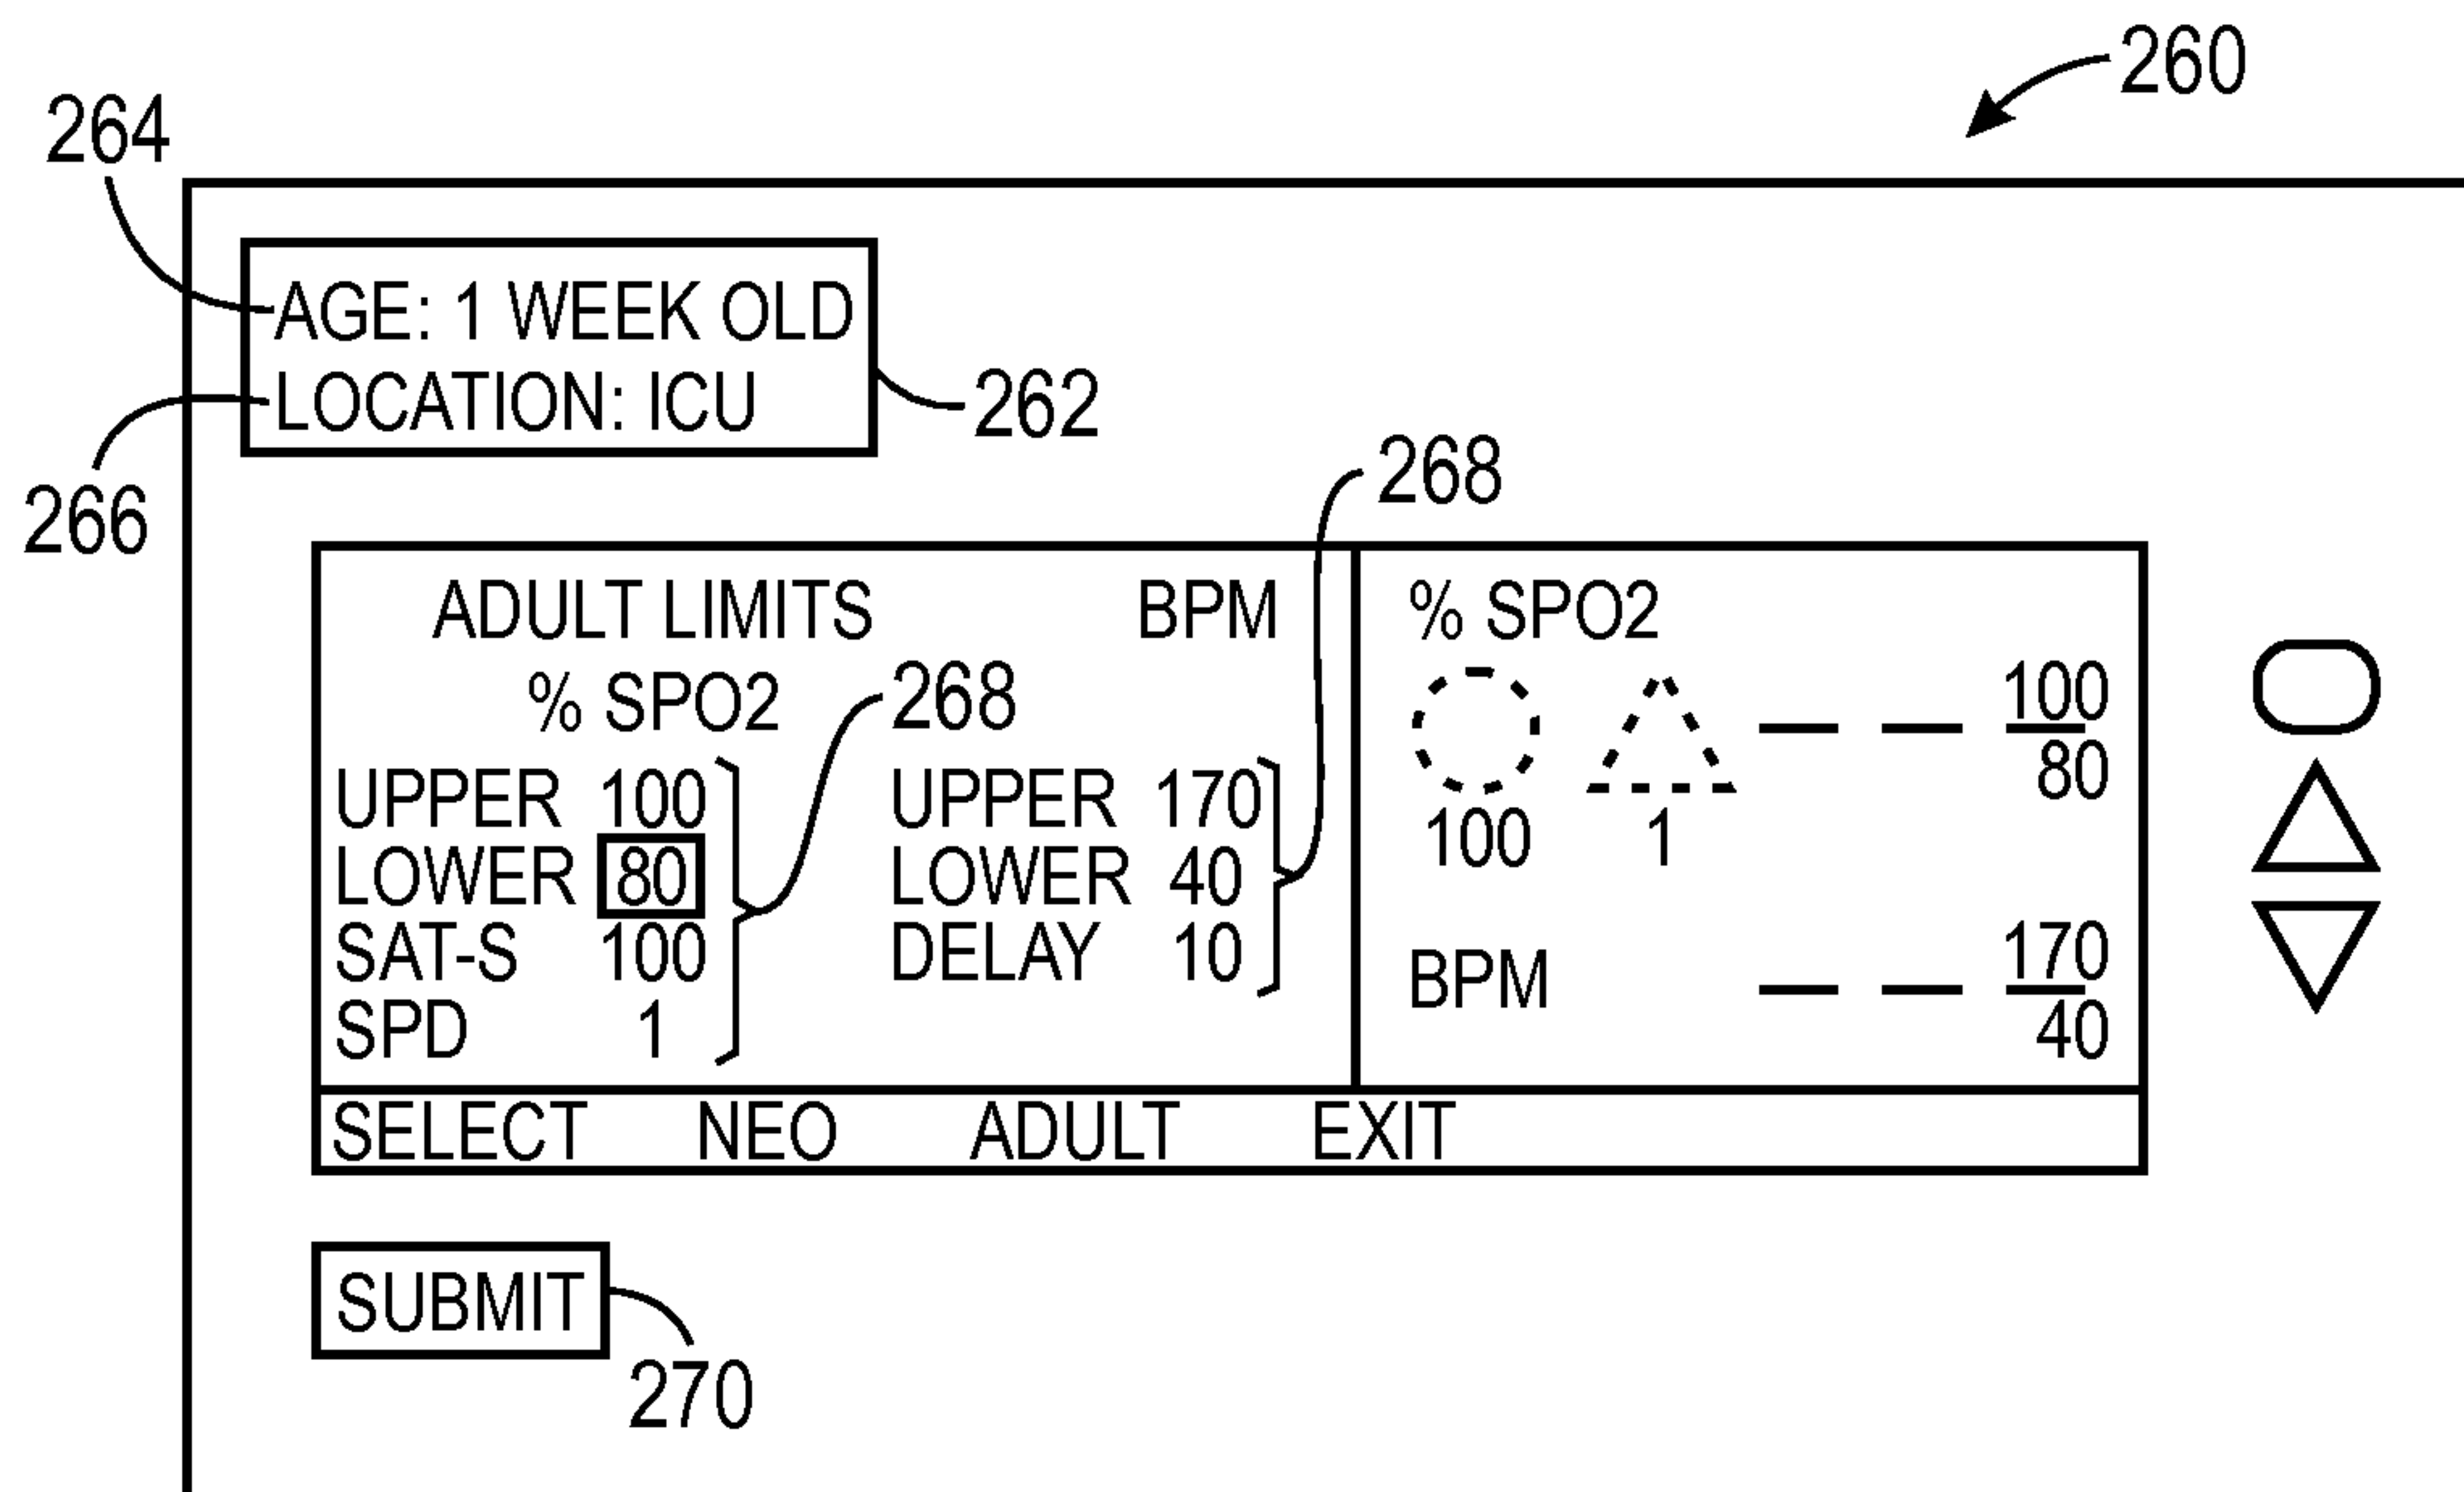 260
264
AGE: 1 WEEK OLD
LOCATION: ICU
262
266
268
ADULT LIMITS BPM
% SPO2
268
UPPER 100 UPPER 170
LOWER 80 LOWER 40
SAT-S 100 DELAY 10
SPD 1
% SPO2
100
80
100 1
BPM
170
40
SELECT NEO ADULT EXIT
SUBMIT
270